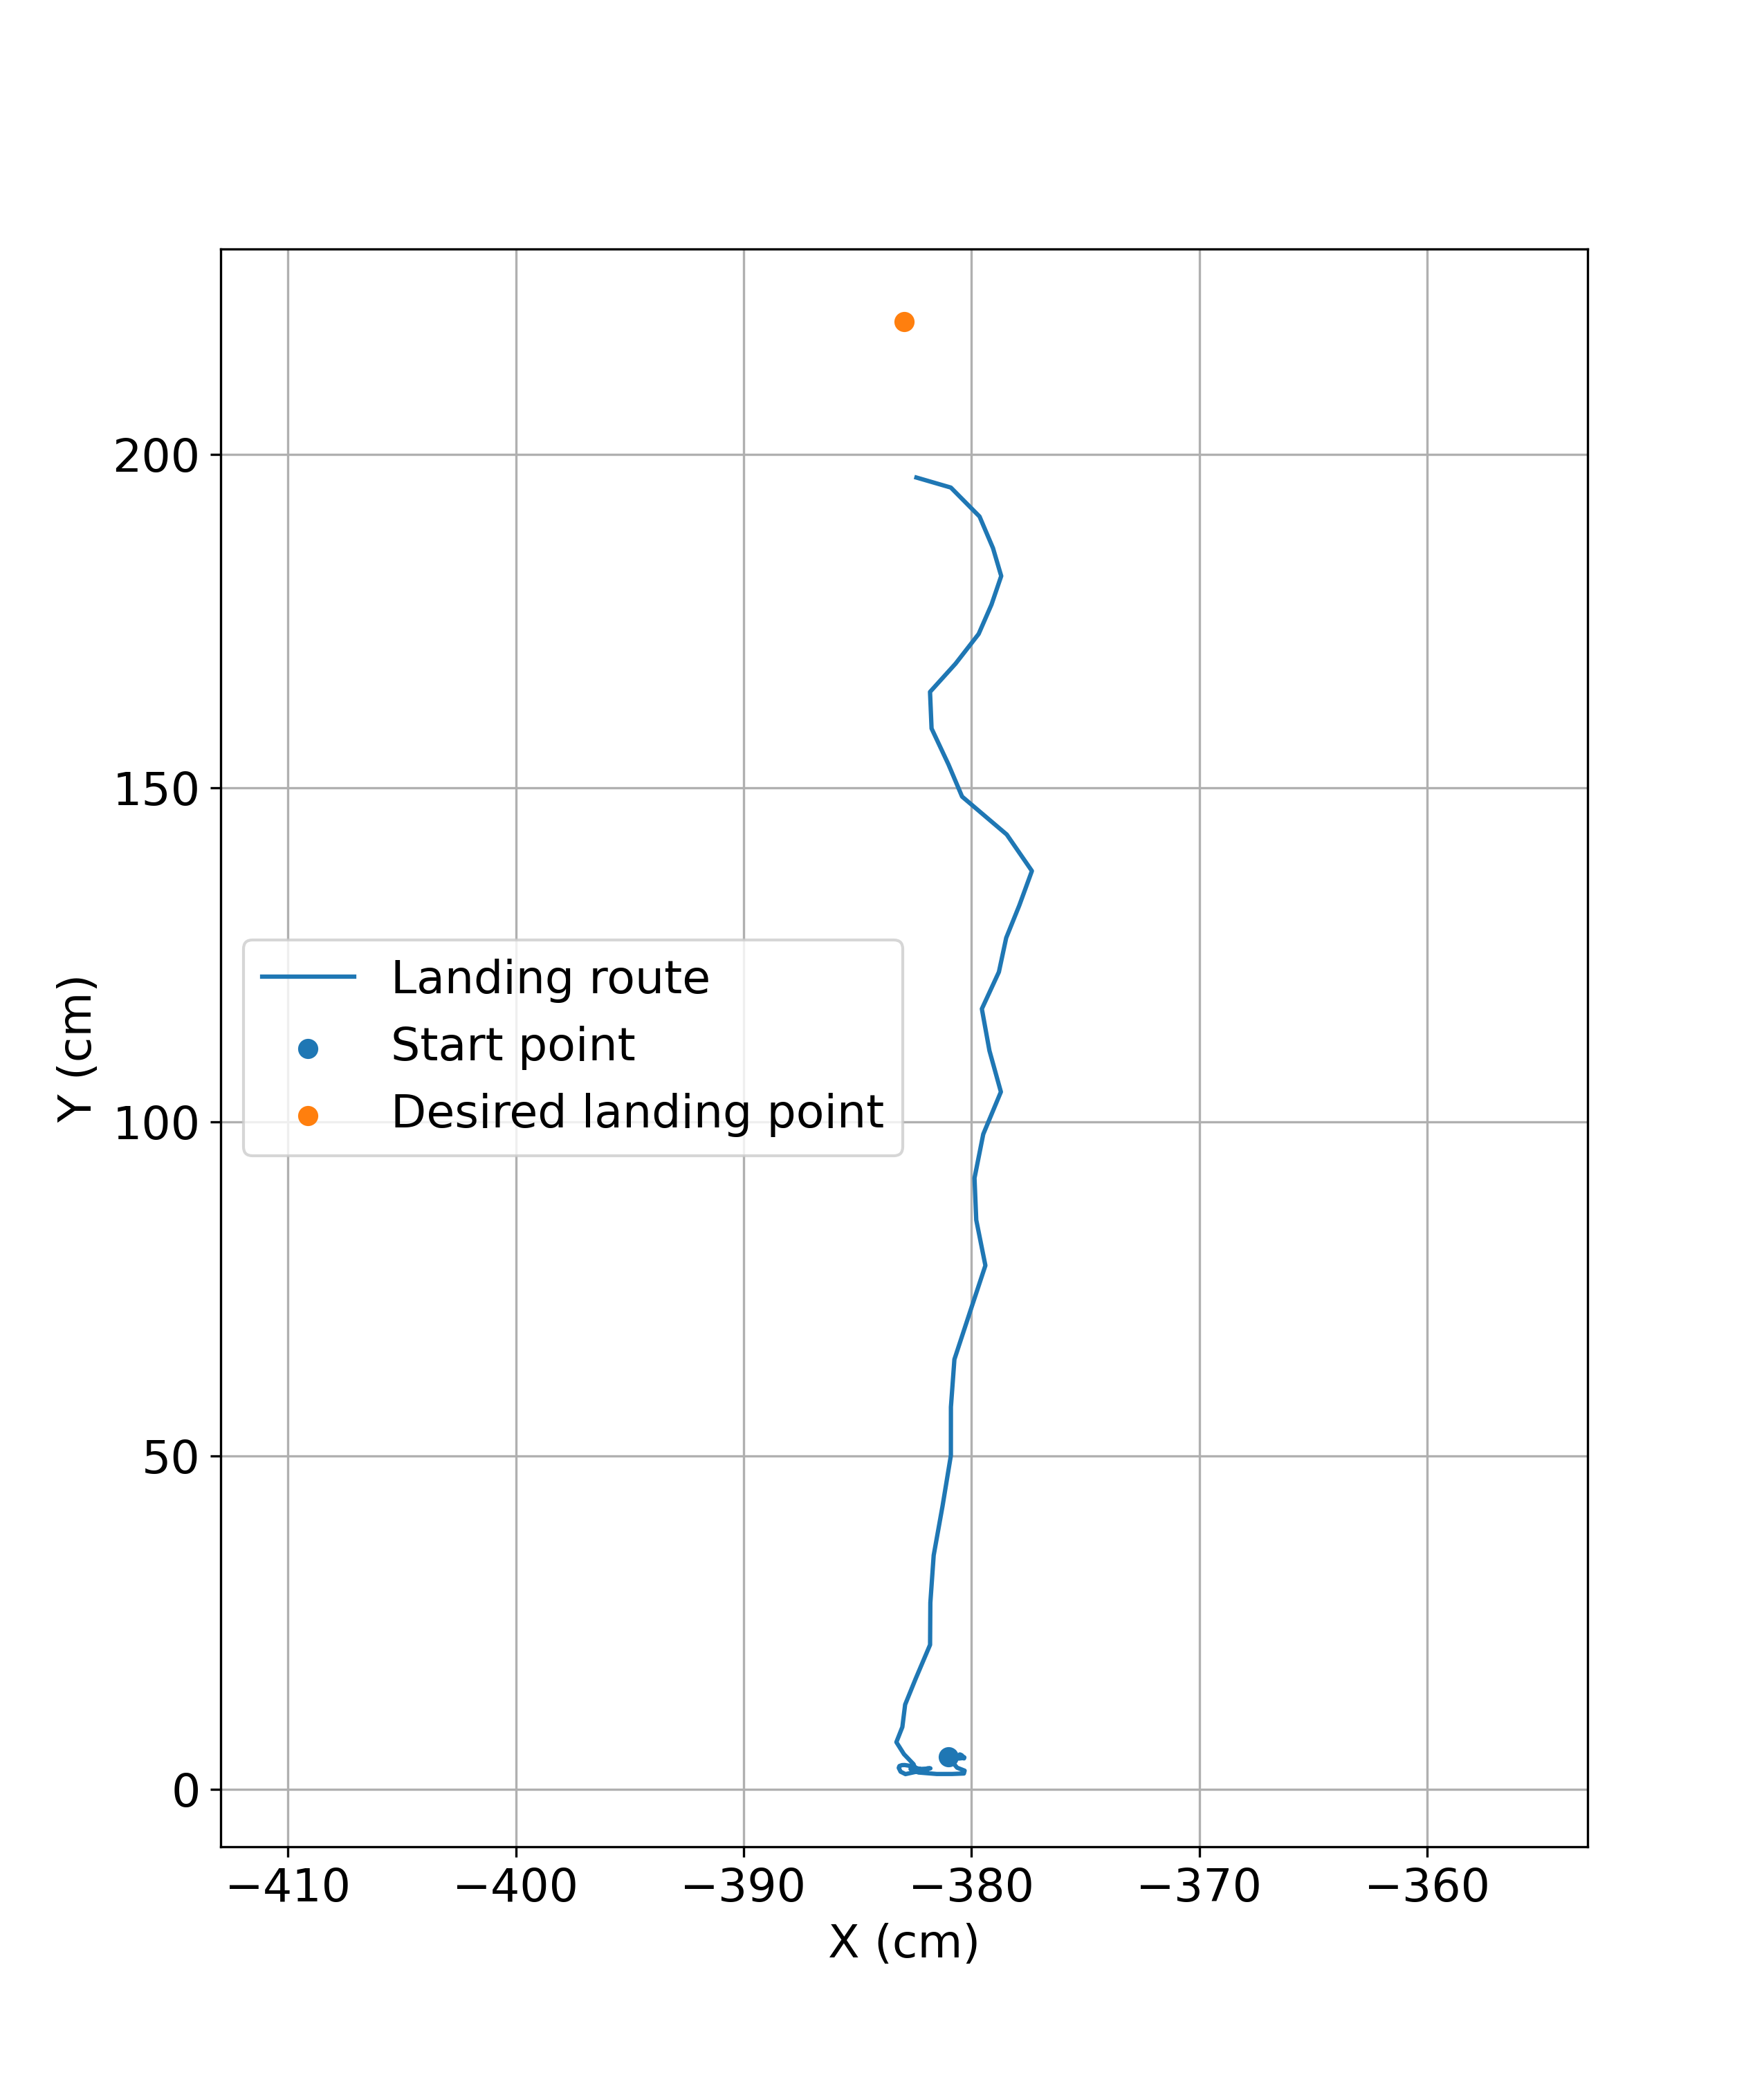 200
150
100
50
0
Y (cm)
Landing route
Start point
Desired landing point
−410 −400 −390 −380 −370 −360
X (cm)